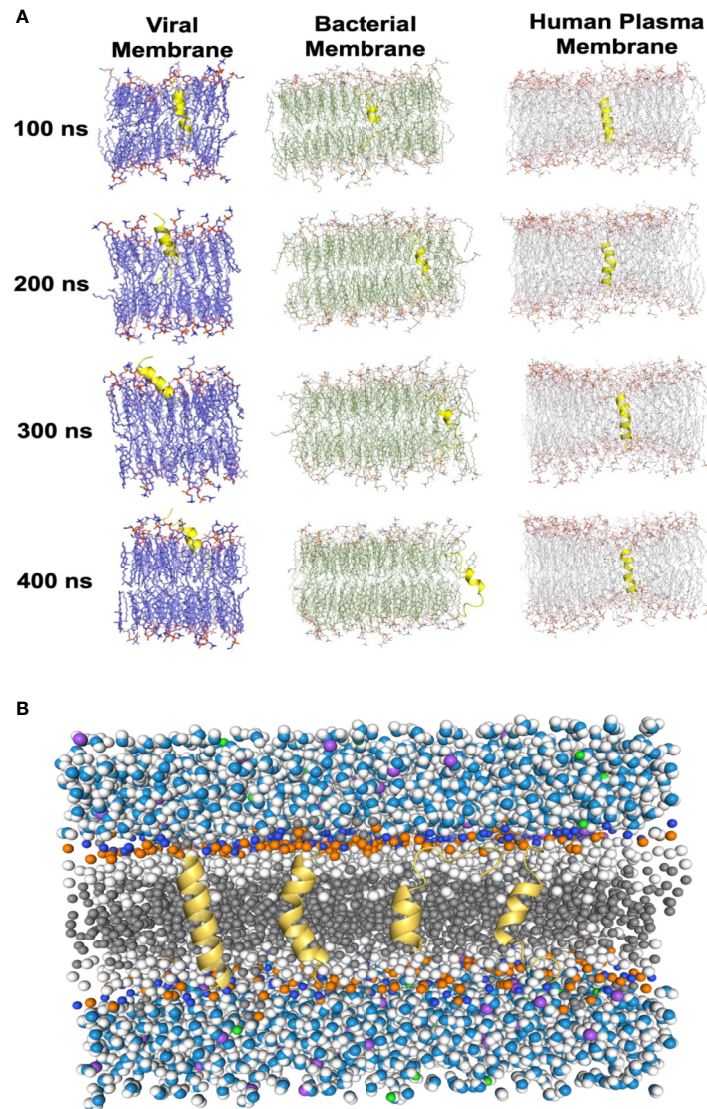 A
Viral
Membrane
Bacterial
Membrane
Human Plasma
Membrane
100 ns
200 ns
300 ns
400 ns
B